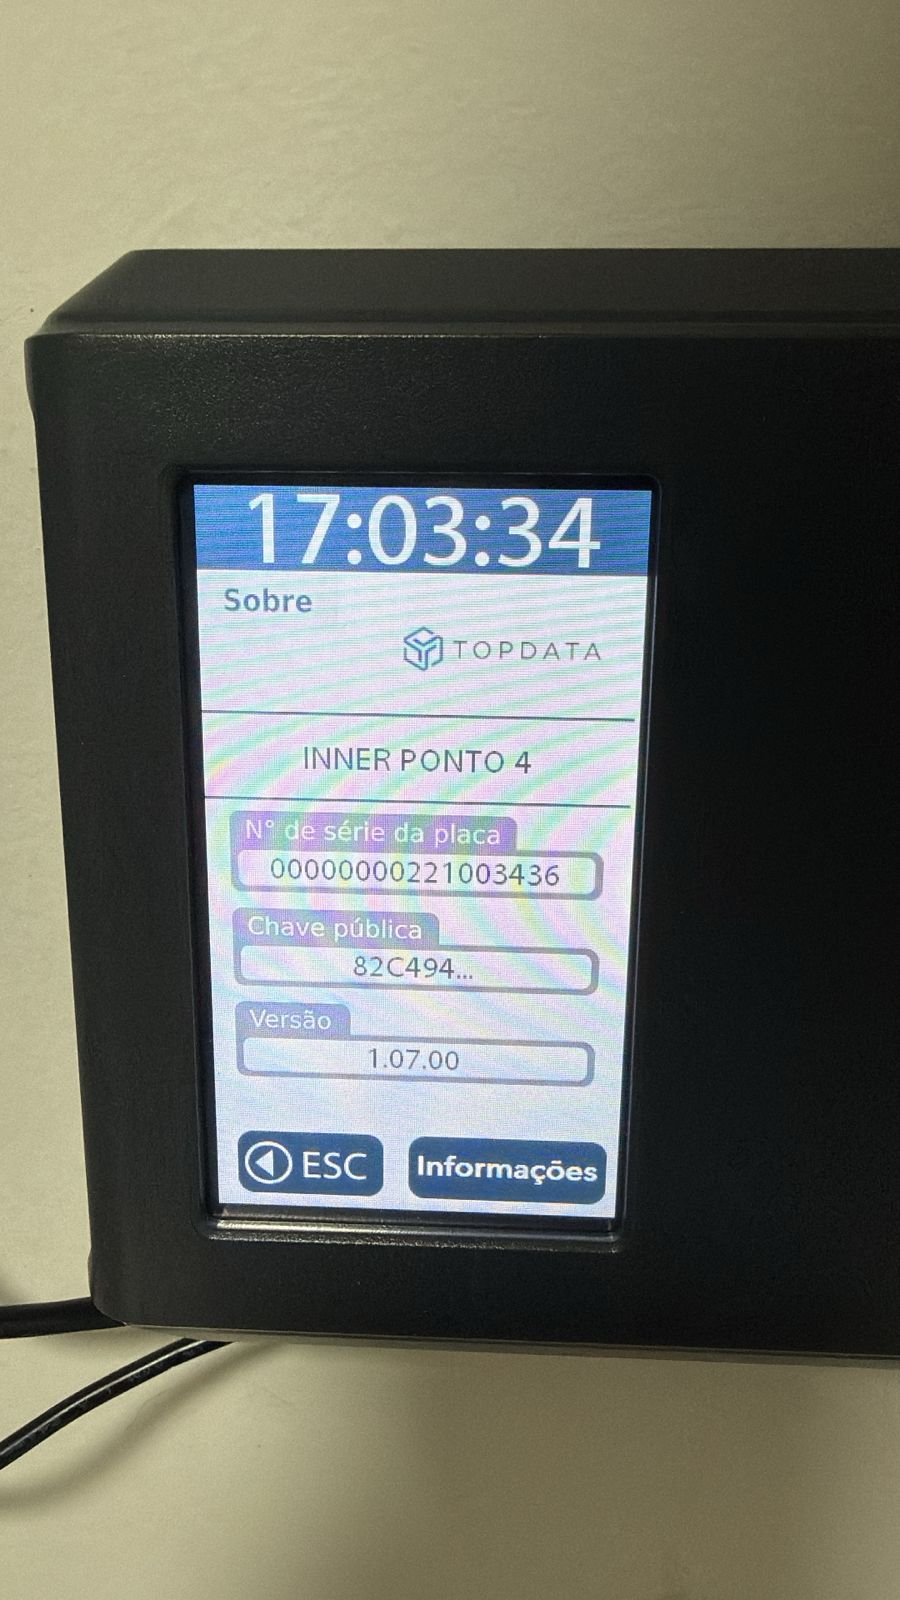 17:03:34
Sobre
TOPDATA
INNER PONTO 4
N° de série da placa
00000000221003436
Chave pública
82C494...
Versão
1.07.00
ESC
Informações